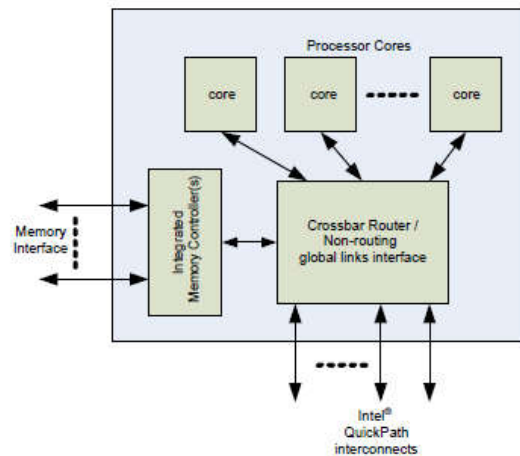 Processor Cores
core
core
core
Memory
Interface
Integrated
Memory Controller(s)
Crossbar Router /
Non-routing
global links interface
Intel®
QuickPath
interconnects